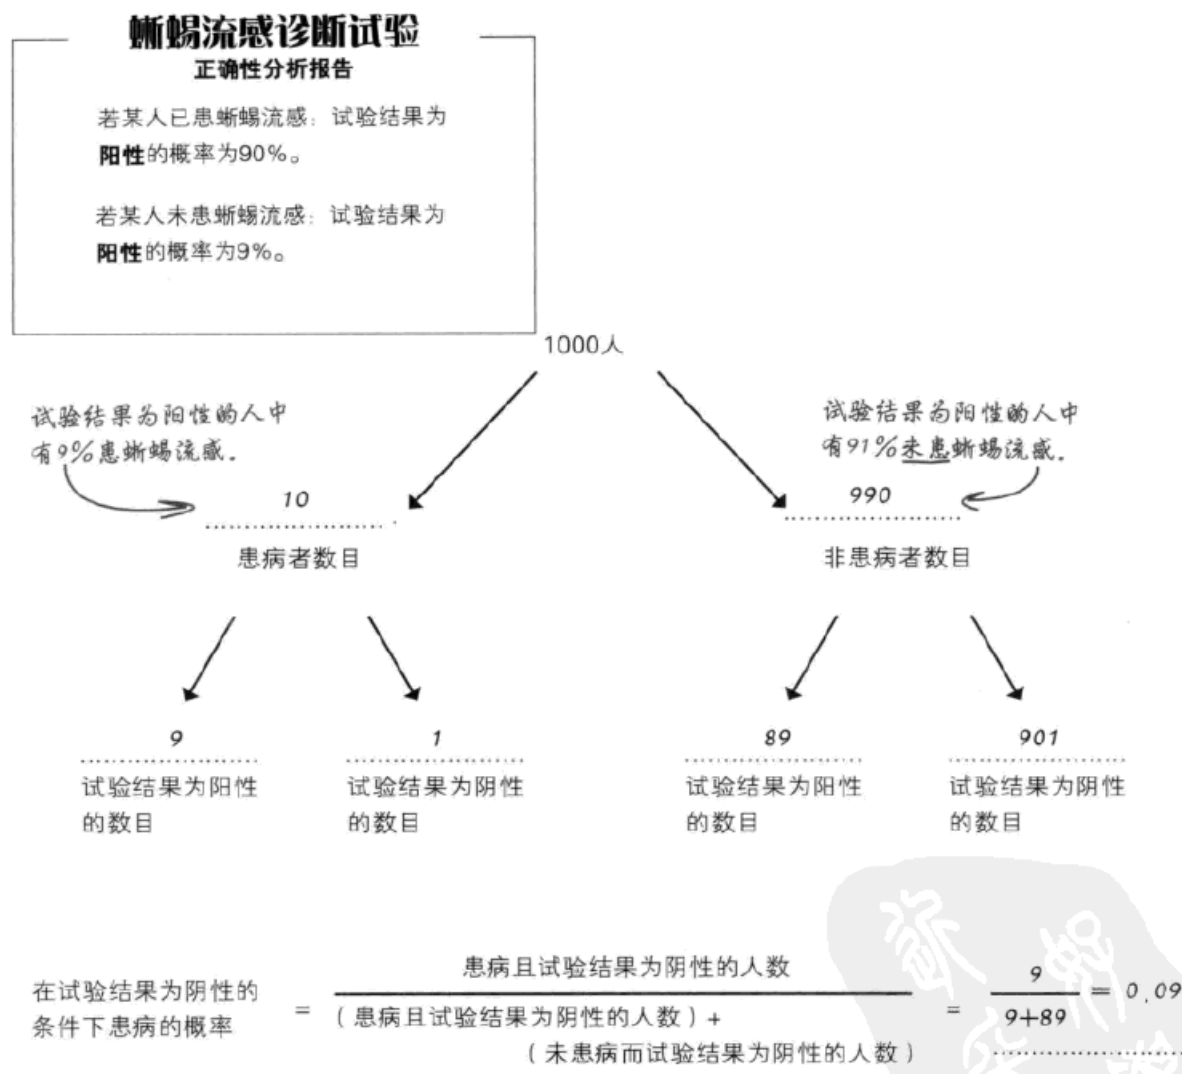 蜥蜴流感诊断试验
正确性分析报告
若某人已患蜥蜴流感：试验结果为
阳性的概率为90%。
若某人未患蜥蜴流感：试验结果为
阳性的概率为9%。
1000人
试验结果为阳性的人中
有9%患蜥蜴流感.
试验结果为阳性的人中
有91%未患蜥蜴流感.
10
患病者数目
990
非患病者数目
9
试验结果为阳性
的数目
1
试验结果为阴性
的数目
89
试验结果为阳性
的数目
901
试验结果为阴性
的数目
在试验结果为阴性的
条件下患病的概率
=
患病且试验结果为阴性的人数
（患病且试验结果为阴性的人数）+
（未患病而试验结果为阴性的人数）
=
9
9+89
= 0.09